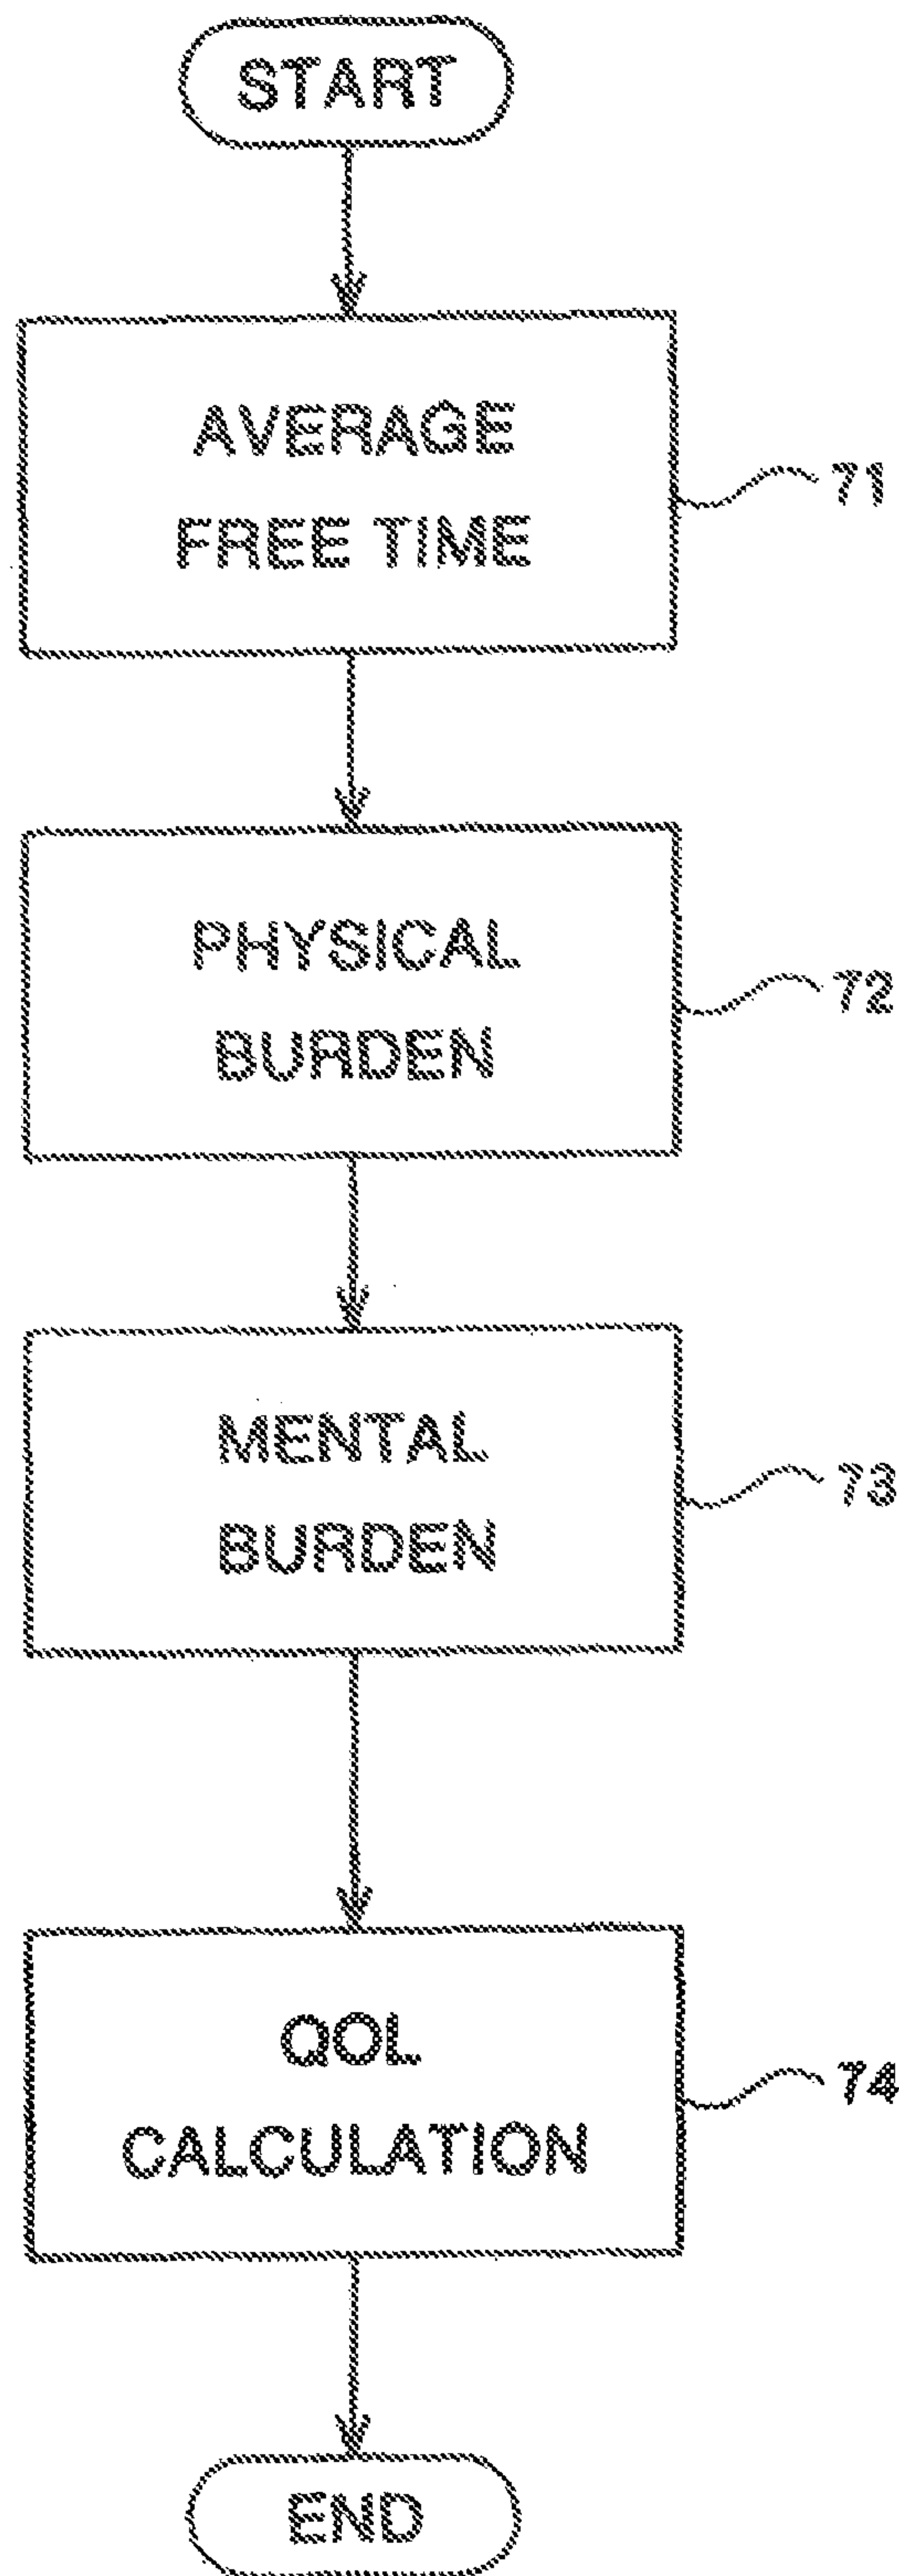 START
AVERAGE
FREE TIME
71
PHYSICAL
BURDEN
72
MENTAL
BURDEN
73
QOL
CALCULATION
74
END